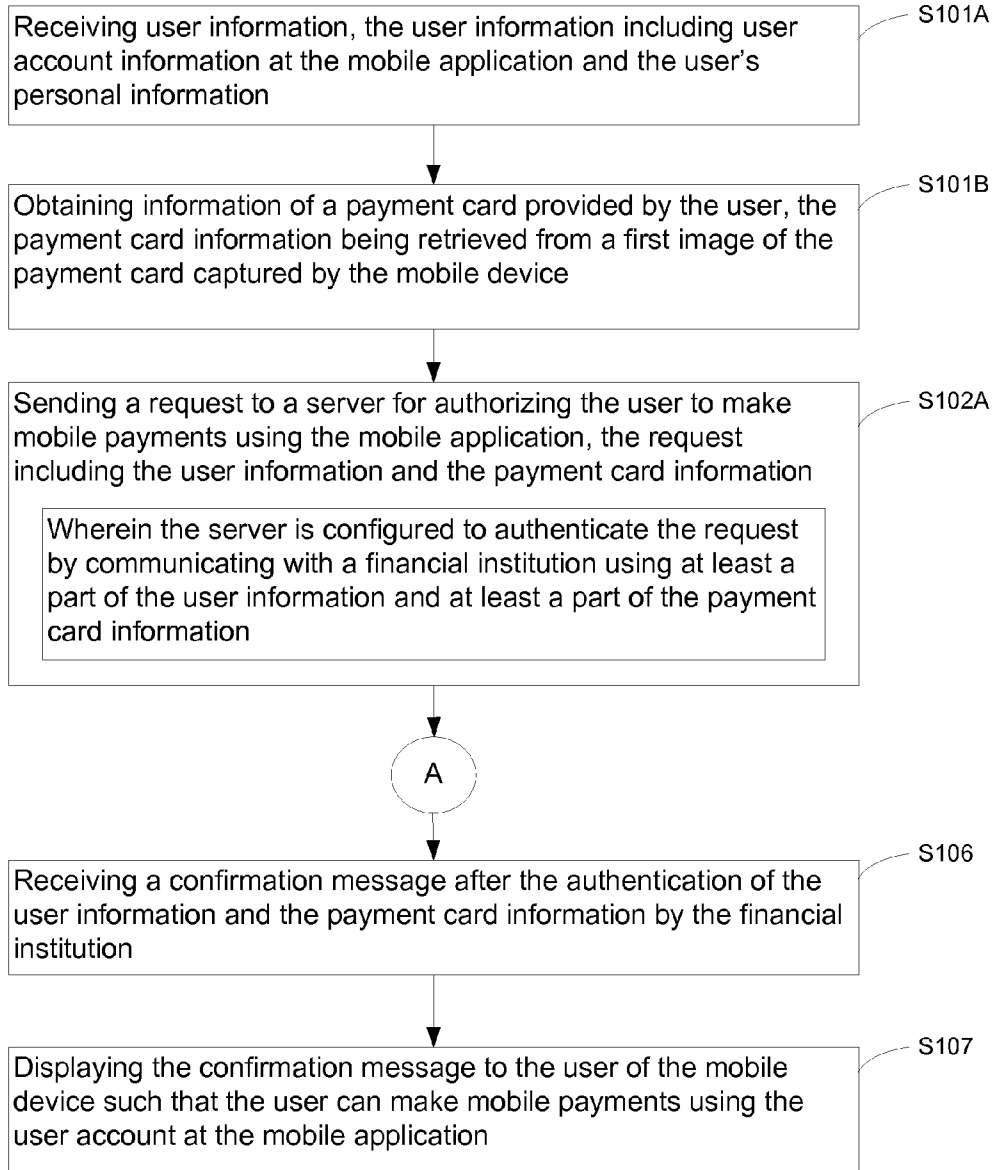 Receiving user information, the user information including user
account information at the mobile application and the user's
personal information
S101A
Obtaining information of a payment card provided by the user, the
payment card information being retrieved from a first image of the
payment card captured by the mobile device
S101B
Sending a request to a server for authorizing the user to make
mobile payments using the mobile application, the request
including the user information and the payment card information
S102A
Wherein the server is configured to authenticate the request
by communicating with a financial institution using at least a
part of the user information and at least a part of the payment
card information
A
Receiving a confirmation message after the authentication of the
user information and the payment card information by the financial
institution
S106
Displaying the confirmation message to the user of the mobile
device such that the user can make mobile payments using the
user account at the mobile application
S107